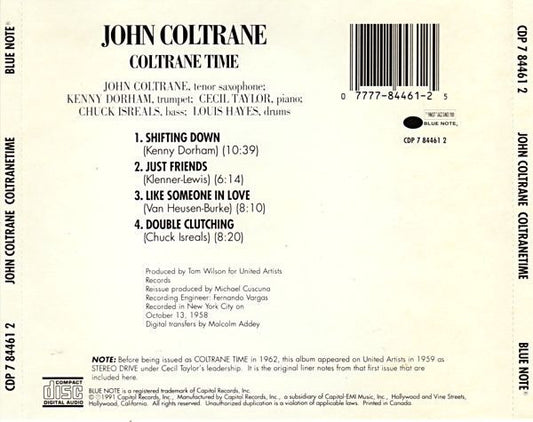 JOHN COLTRANE
COLTRANE TIME
JOHN COLTRANE, tenor saxophone;
KENNY DORHAM, trumpet; CECIL TAYLOR, piano;
CHUCK ISREALS, bass; LOUIS HAYES, drums
1. SHIFTING DOWN
(Kenny Dorham) (10:39)
2. JUST FRIENDS
(Klenner-Lewis) (6:14)
3. LIKE SOMEONE IN LOVE
(Van Heusen-Burke) (8:10)
4. DOUBLE CLUTCHING
(Chuck Isreals) (8:20)
Produced by Tom Wilson for United Artists
Records
Reissue produced by Michael Cuscuna
Recording Engineer: Fernando Vargas
Recorded in New York City on
October 13, 1958
Digital transfers by Malcolm Addey
NOTE: Before being issued as COLTRANE TIME in 1962, this album appeared on United Artists in 1959 as
STEREO DRIVE under Cecil Taylor's leadership. It is the original liner notes from that first issue that are
included here.
COMPACT
disc
DIGITAL AUDIO
BLUE NOTE is a registered trademark of Capitol Records, Inc.
© ℗1991 Capitol Records, Inc., Manufactured by Capitol Records, Inc., a subsidiary of Capitol-EMI Music, Inc., Hollywood and Vine Streets,
Hollywood, California. All rights reserved. Unauthorized duplication is a violation of applicable laws. Printed in Canada.
0 7777-84461-2 5
BLUE NOTE®
CDP 7 84461 2
CDP 7 84461 2 JOHN COLTRANE COLTRANETIME BLUE NOTE®
CDP 7 84461 2 JOHN COLTRANE COLTRANETIME BLUE NOTE®